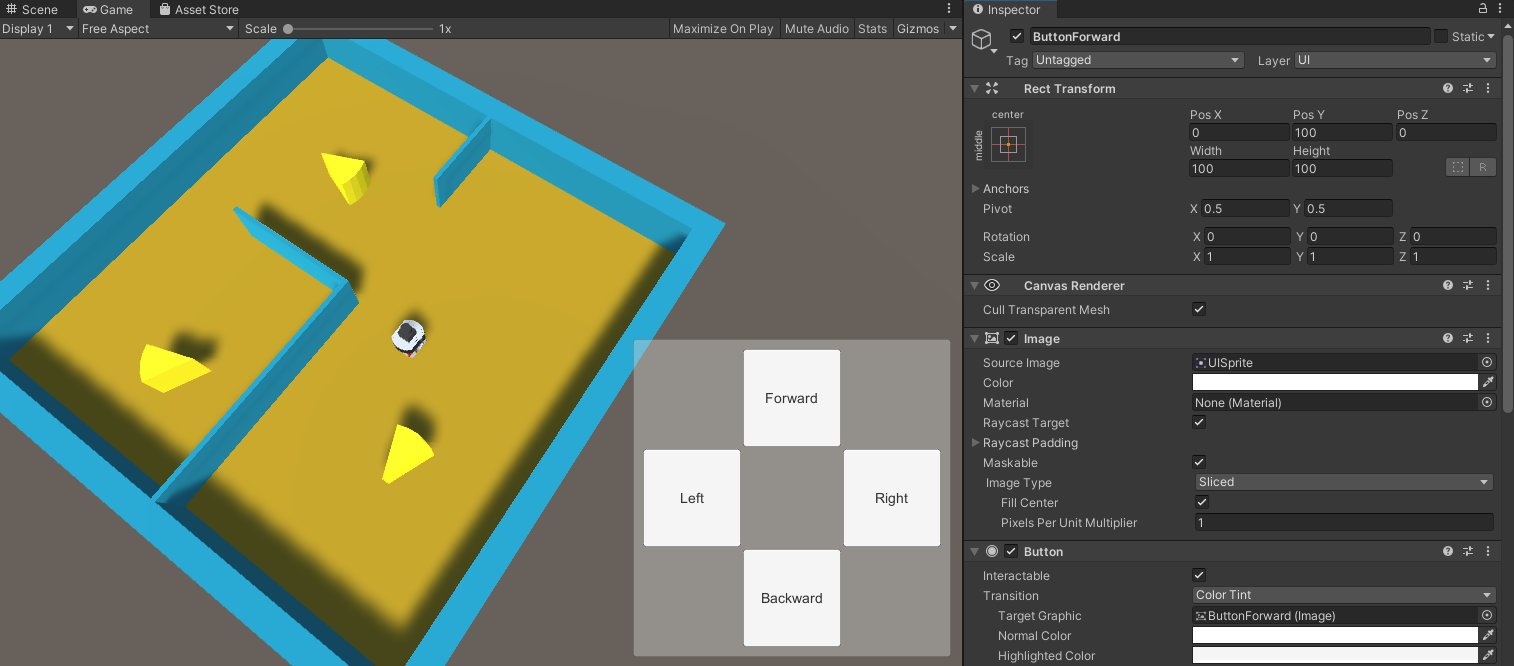 Scene Game Asset Store
Display 1 Free Aspect Scale 1x Maximize On Play Mute Audio Stats Gizmos
Forward
Left Right
Backward
Inspector
ButtonForward Static
Tag Untagged Layer UI
Rect Transform
center
middle
Pos X Pos Y Pos Z
0 100 0
Width Height
100 100 R
Anchors
Pivot X 0.5 Y 0.5
Rotation X 0 Y 0 Z 0
Scale X 1 Y 1 Z 1
Canvas Renderer
Cull Transparent Mesh
Image
Source Image UISprite
Color
Material None (Material)
Raycast Target
Raycast Padding
Maskable
Image Type Sliced
Fill Center
Pixels Per Unit Multiplier 1
Button
Interactable
Transition Color Tint
Target Graphic ButtonForward (Image)
Normal Color
Highlighted Color